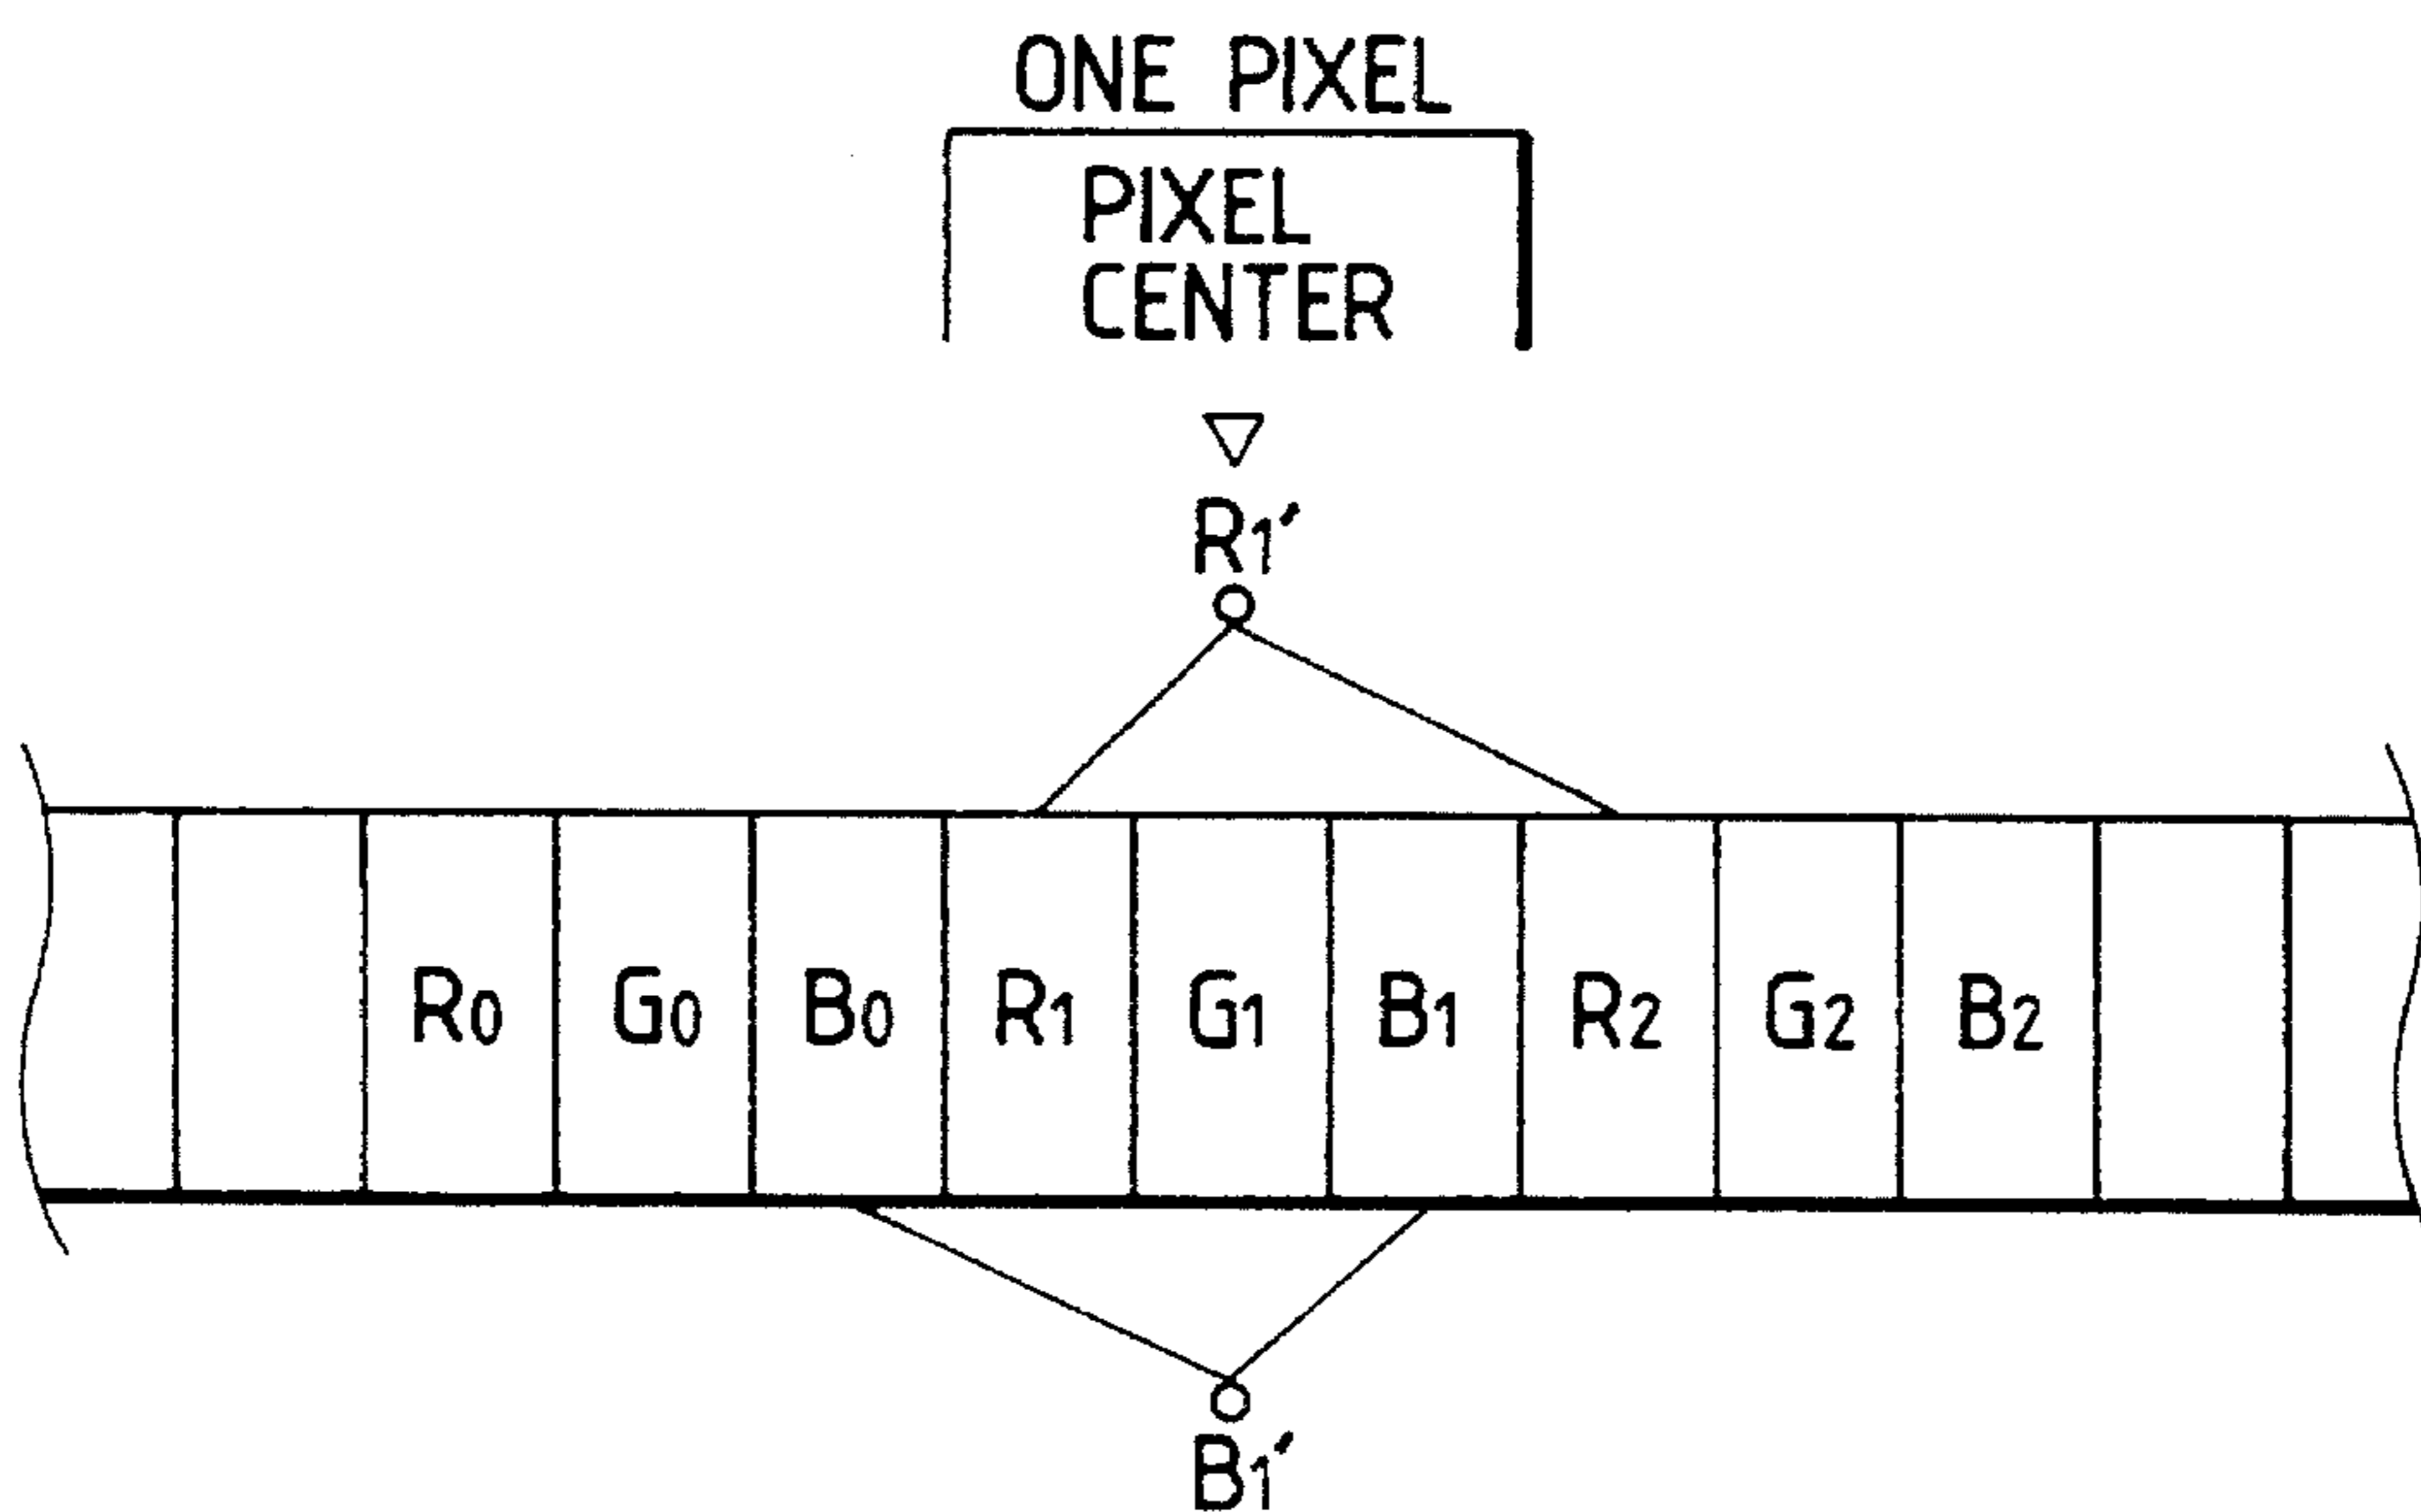 ONE PIXEL
PIXEL
CENTER
R1′
R0 G0 B0 R1 G1 B1 R2 G2 B2
B1′